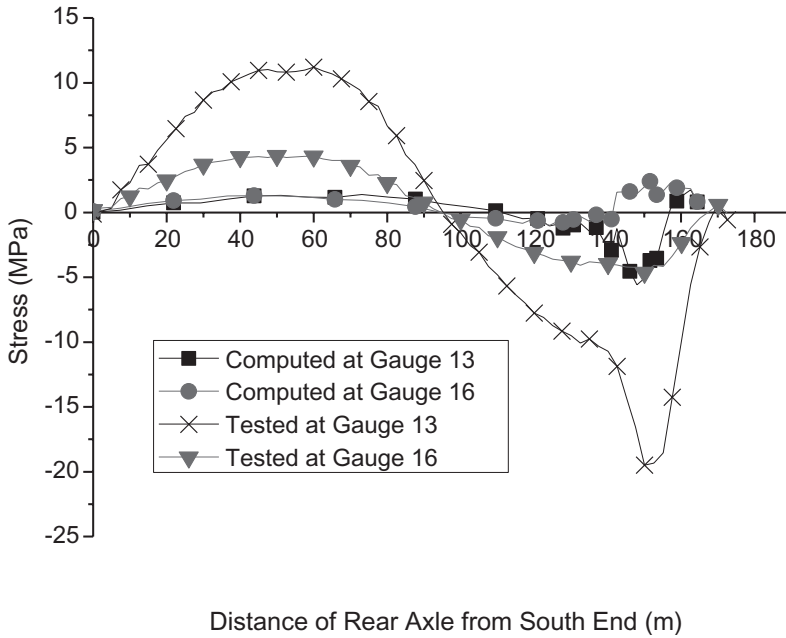 15
10
5
0
-5
-10
-15
-20
-25
0 20 40 60 80 100 120 140 160 180
Stress (MPa)
Computed at Gauge 13
Computed at Gauge 16
Tested at Gauge 13
Tested at Gauge 16
Distance of Rear Axle from South End (m)